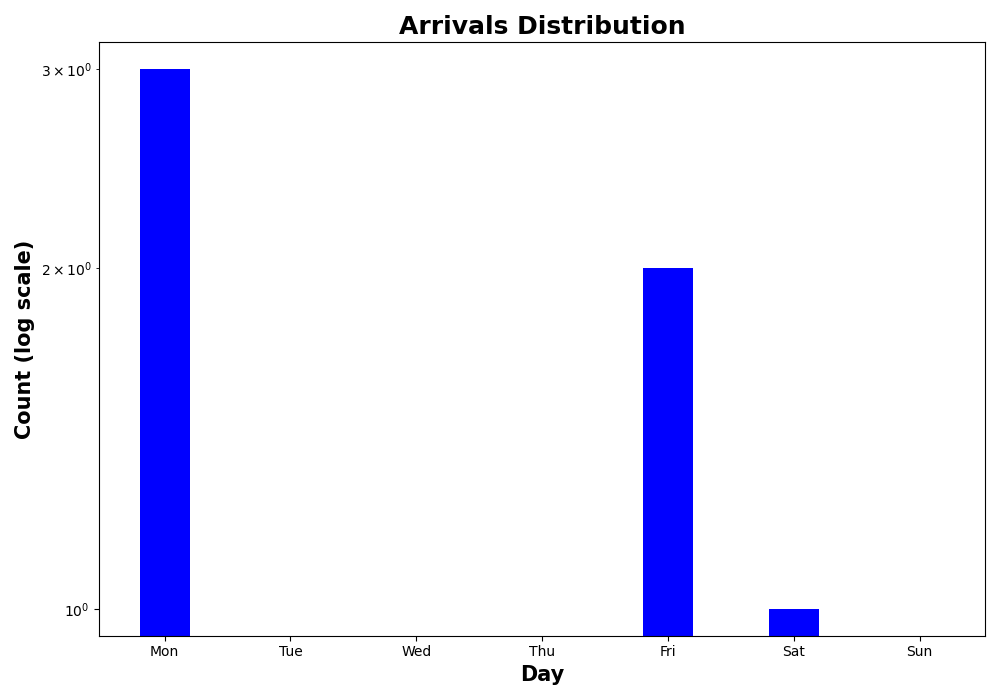 Arrivals Distribution
3 × 10⁰
2 × 10⁰
10⁰
Count (log scale)
Mon Tue Wed Thu Fri Sat Sun
Day